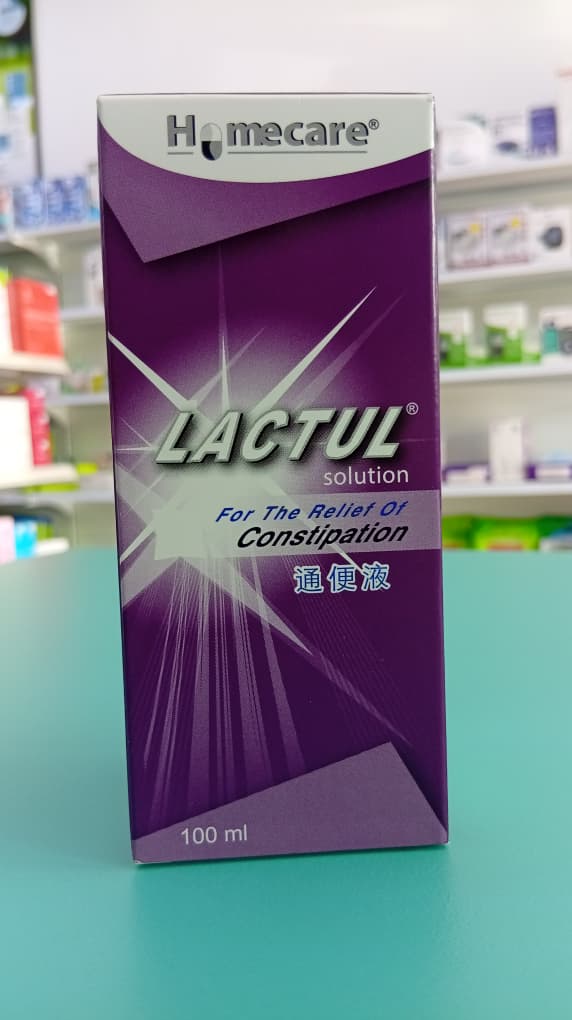 Homecare®
LACTUL®
solution
For The Relief Of
Constipation
通便液
100 ml